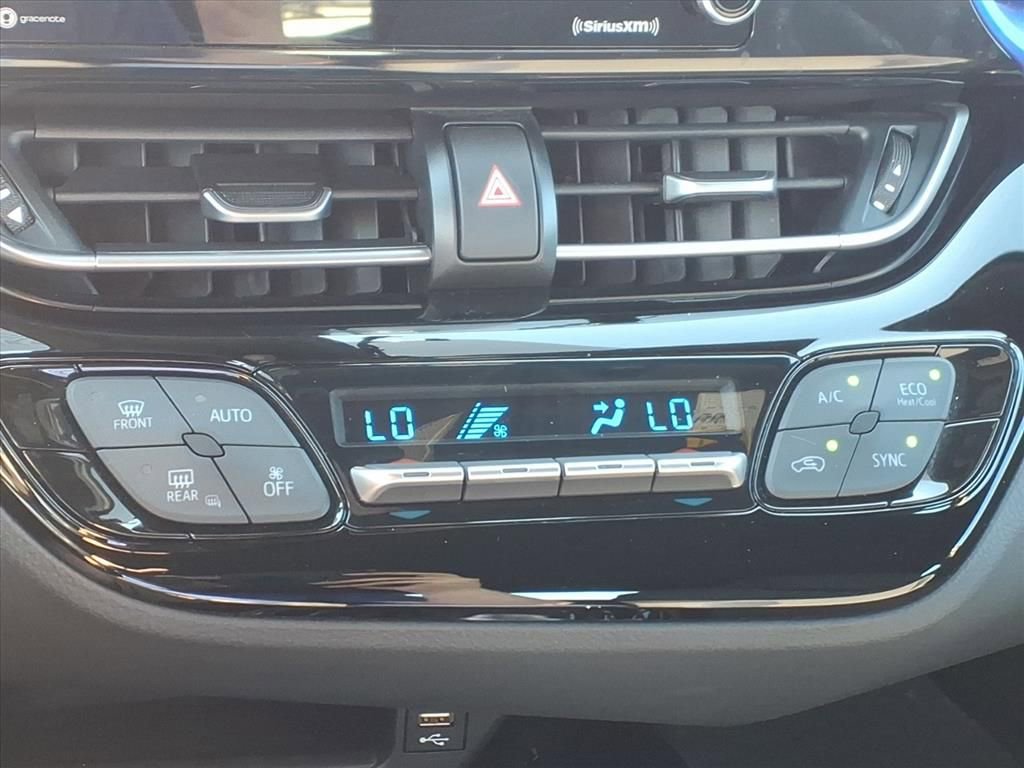 gracenote
SiriusXM
LO
LO
FRONT
AUTO
REAR
OFF
A/C
ECO
Heat/Cool
SYNC